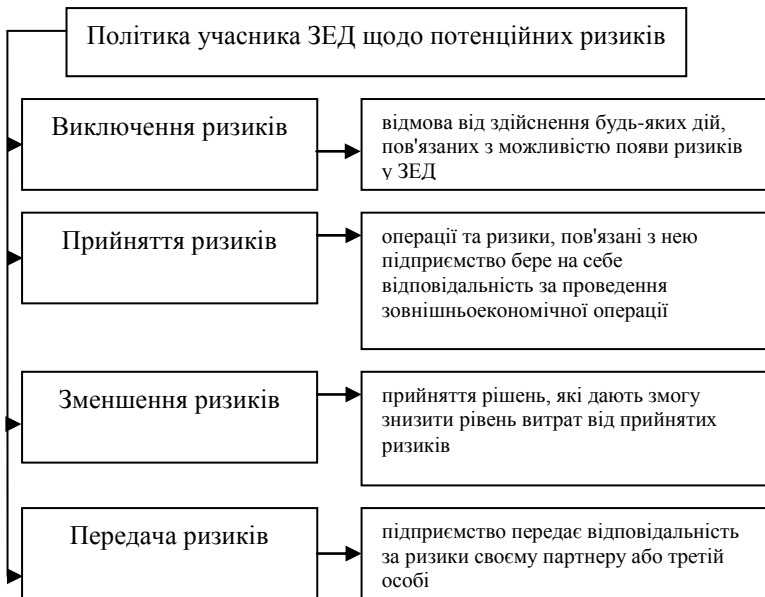 Політика учасника ЗЕД щодо потенційних ризиків
Виключення ризиків
відмова від здійснення будь-яких дій,
пов'язаних з можливістю появи ризиків
у ЗЕД
Прийняття ризиків
операції та ризики, пов'язані з нею
підприємство бере на себе
відповідальність за проведення
зовнішньоекономічної операції
Зменшення ризиків
прийняття рішень, які дають змогу
знизити рівень витрат від прийнятих
ризиків
Передача ризиків
підприємство передає відповідальність
за ризики своєму партнеру або третій
особі